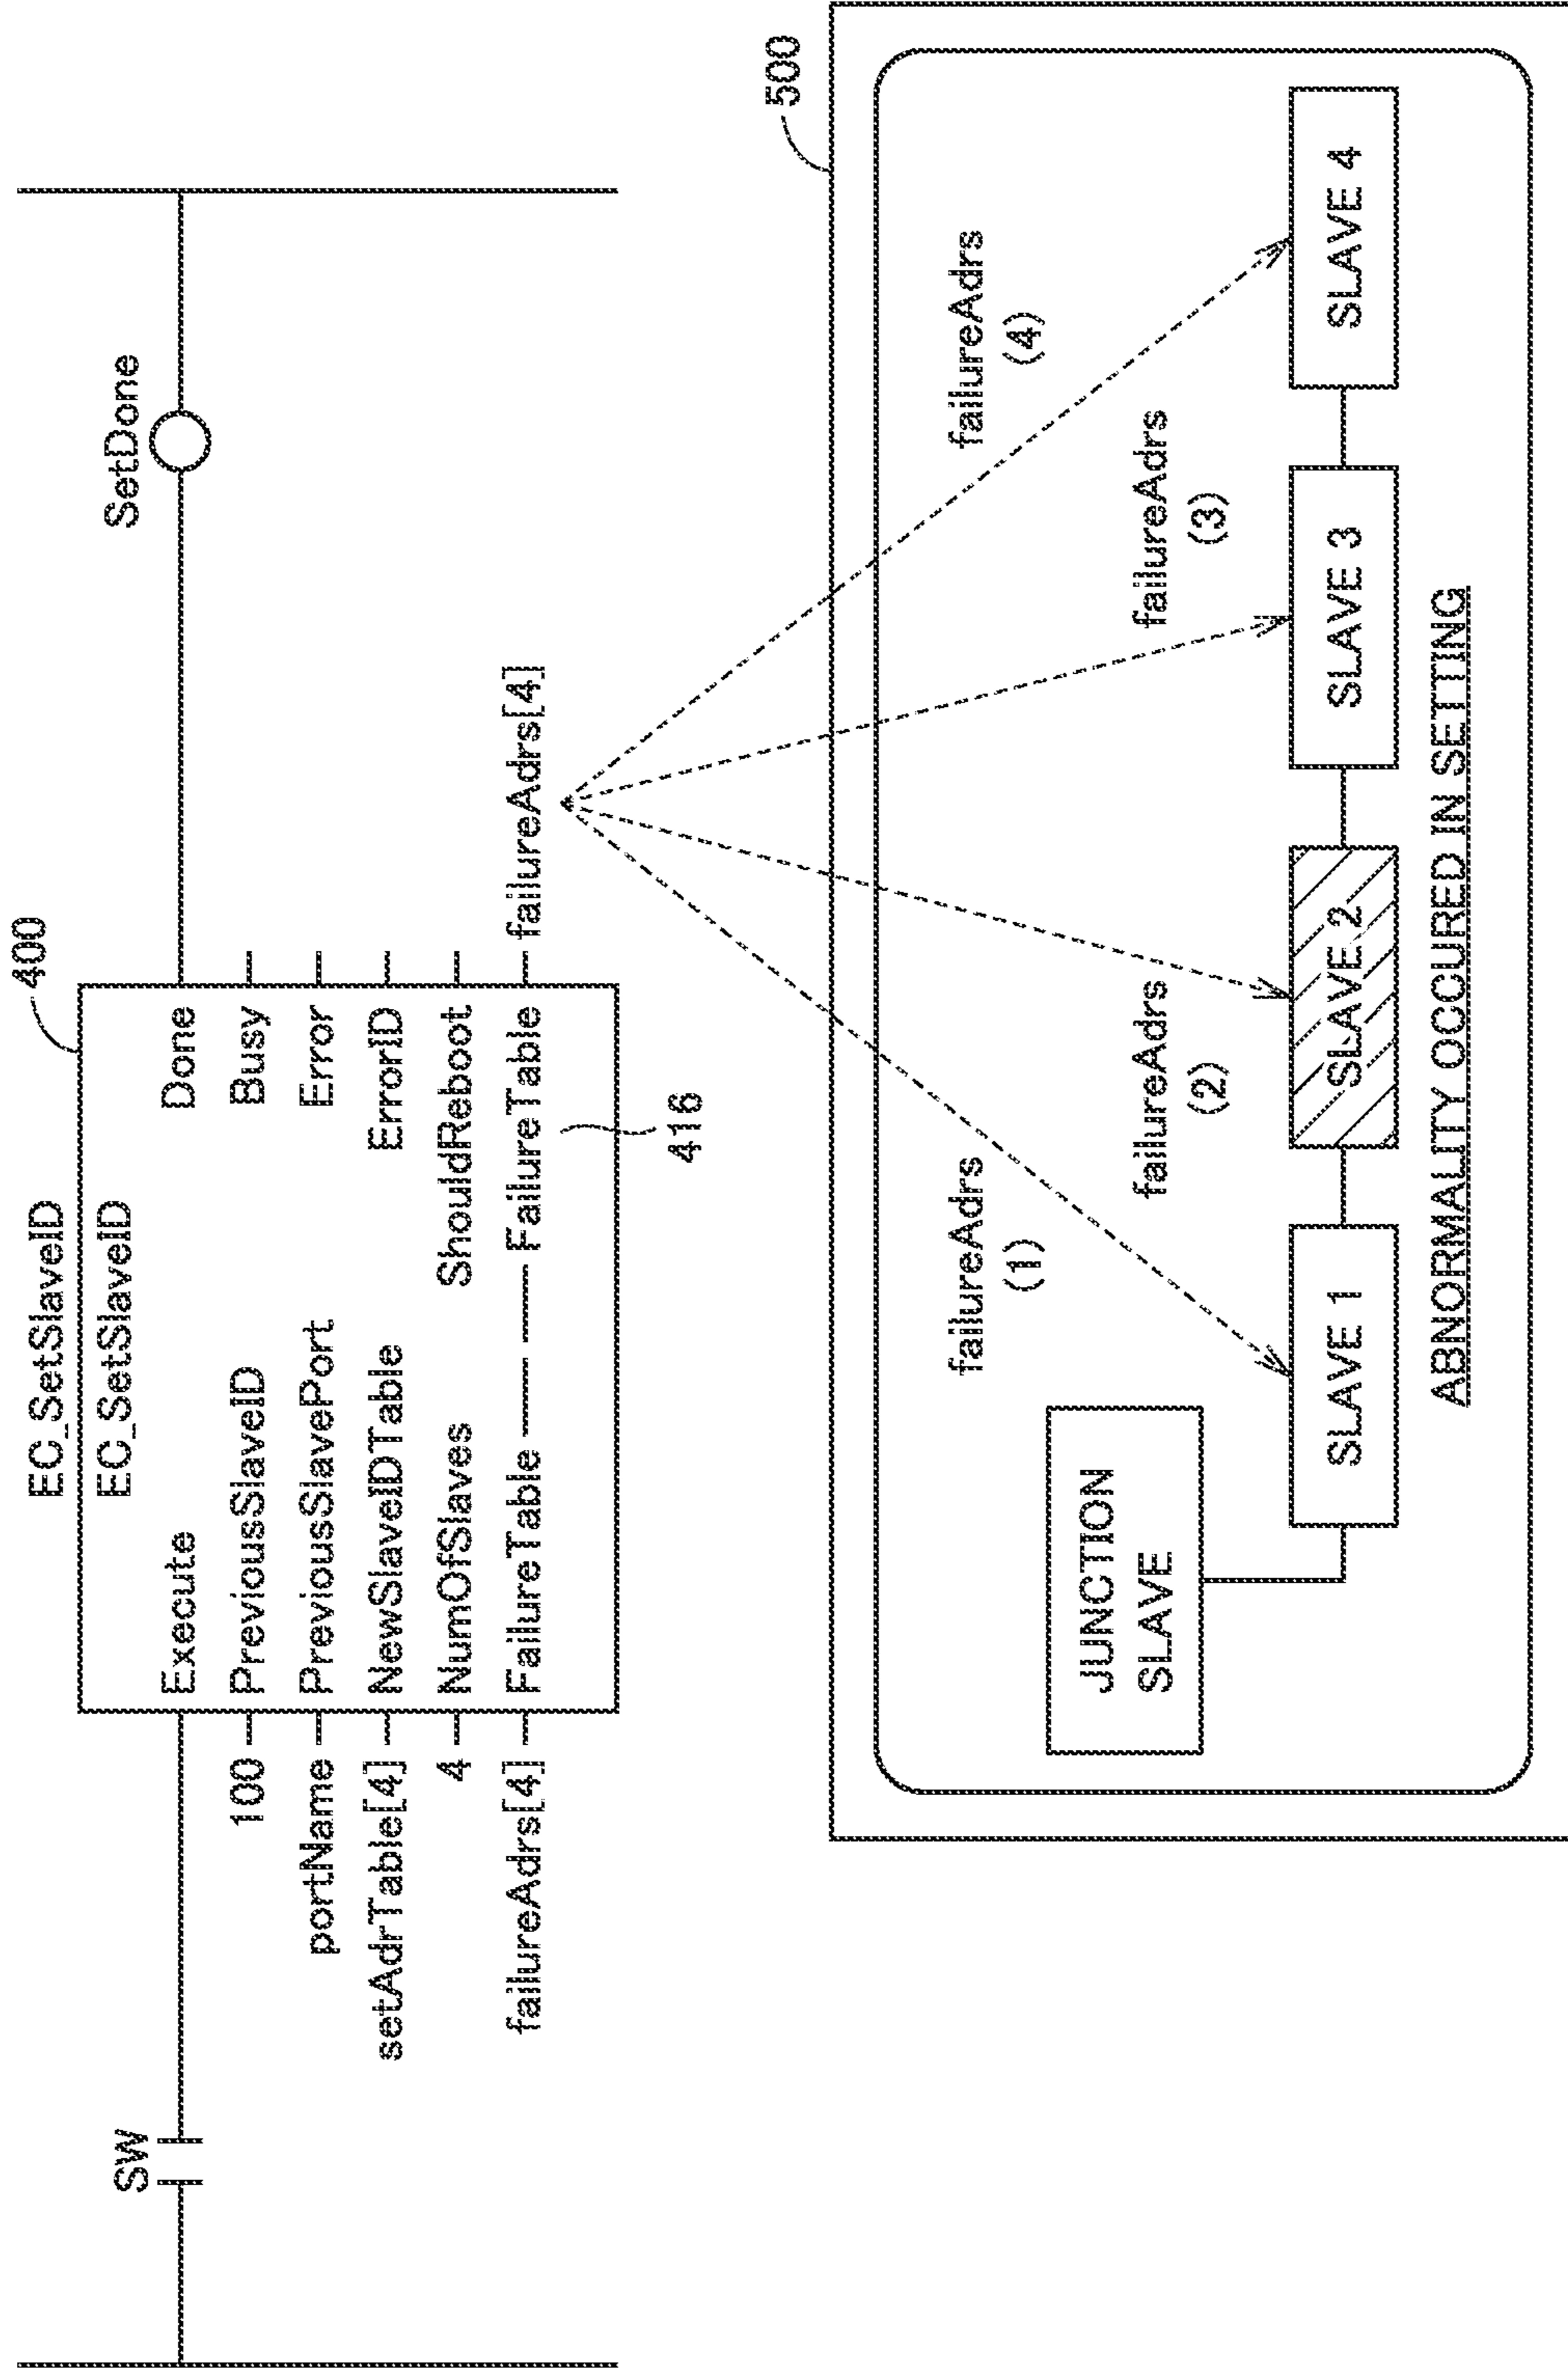 400
EC_SetSlaveID
EC_SetSlaveID
SW
Execute
Done
SetDone
100
PreviousSlaveID
Busy
portName
PreviousSlavePort
Error
setAdrTable[4]
NewSlaveIDTable
ErrorID
4
NumOfSlaves
ShouldReboot
failureAdrs[4]
FailureTable
FailureTable
failureAdrs[4]
416
500
failureAdrs
(1)
failureAdrs
(4)
failureAdrs
(2)
failureAdrs
(3)
JUNCTION
SLAVE
SLAVE 1
SLAVE 2
SLAVE 3
SLAVE 4
ABNORMALITY OCCURED IN SETTING